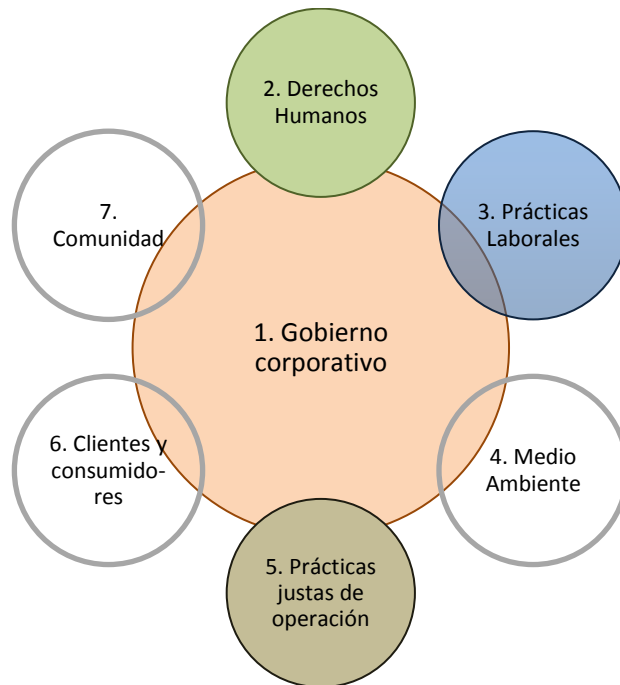 1. Gobierno
corporativo
2. Derechos
Humanos
3. Prácticas
Laborales
4. Medio
Ambiente
5. Prácticas
justas de
operación
6. Clientes y
consumido-
res
7.
Comunidad